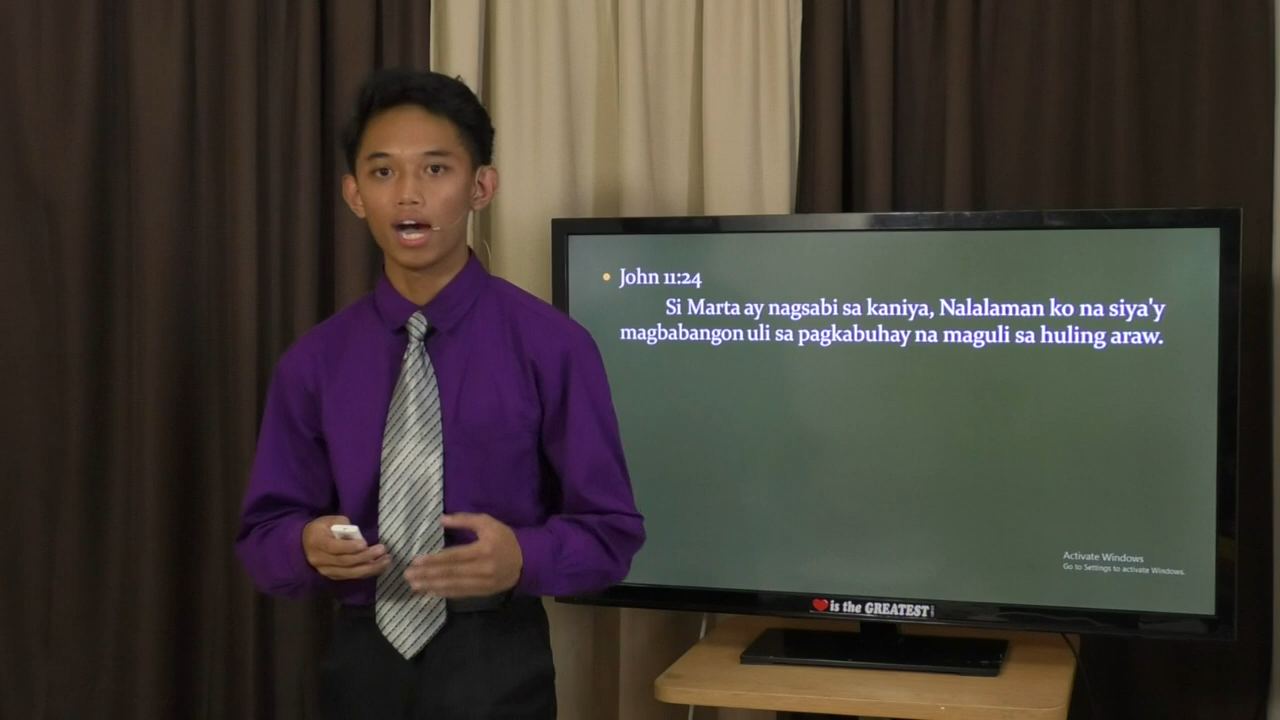 John 11:24
Si Marta ay nagsabi sa kaniya, Nalalaman ko na siya'y
magbabangon uli sa pagkabuhay na maguli sa huling araw.
Activate Windows
Go to Settings to activate Windows.
is the GREATEST